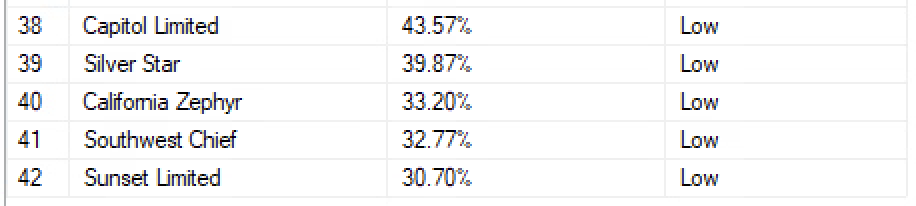 38 Capitol Limited 43.57% Low
39 Silver Star 39.87% Low
40 California Zephyr 33.20% Low
41 Southwest Chief 32.77% Low
42 Sunset Limited 30.70% Low